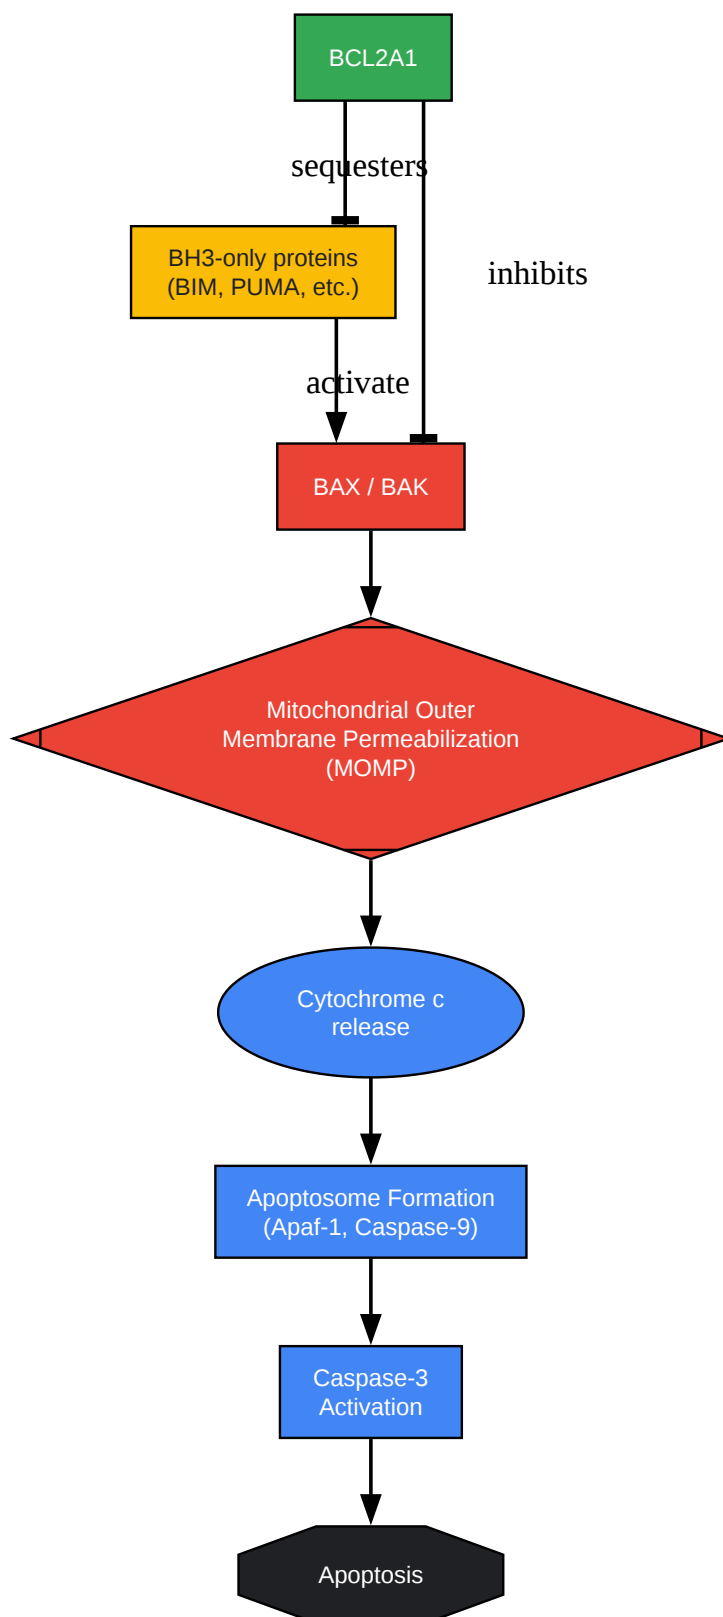 BCL2A1
sequesters
BH3-only proteins
(BIM, PUMA, etc.)
inhibits
activate
BAX / BAK
Mitochondrial Outer
Membrane Permeabilization
(MOMP)
Cytochrome c
release
Apoptosome Formation
(Apaf-1, Caspase-9)
Caspase-3
Activation
Apoptosis